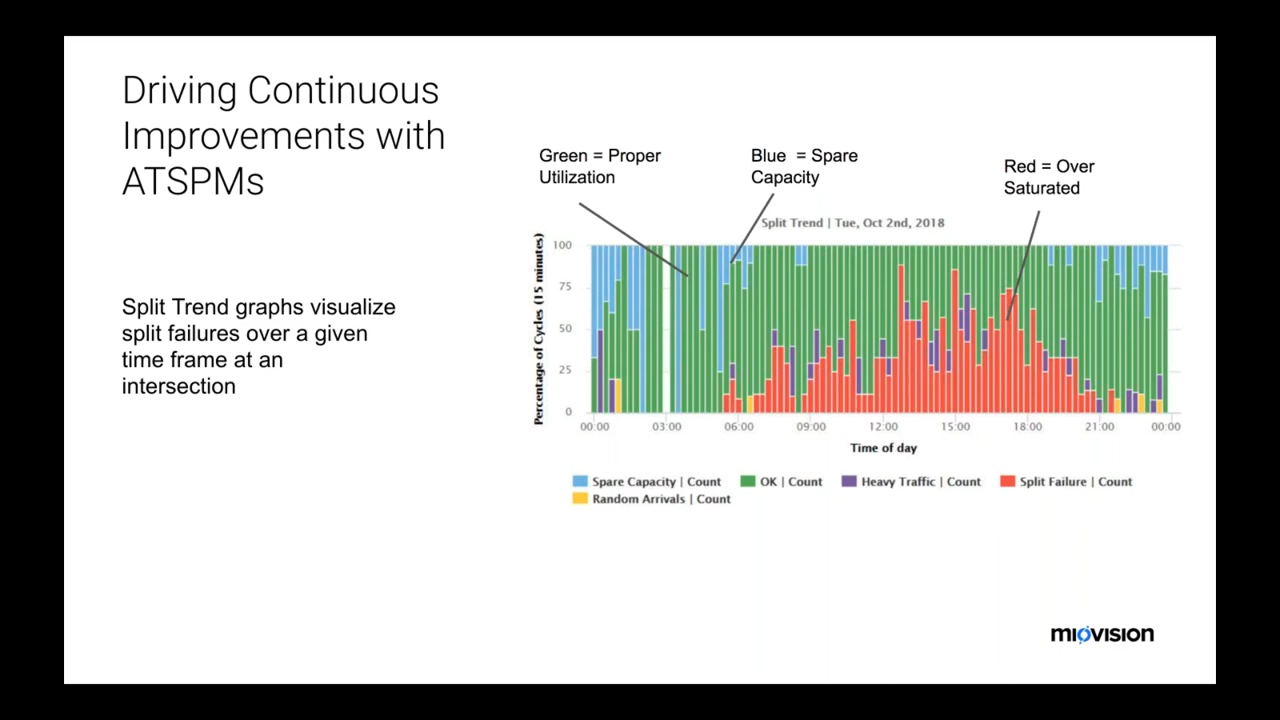 Driving Continuous
Improvements with
ATSPMs
Split Trend graphs visualize
split failures over a given
time frame at an
intersection
Green = Proper
Utilization
Blue  = Spare
Capacity
Red = Over
Saturated
Split Trend | Tue, Oct 2nd, 2018
Percentage of Cycles (15 minutes)
100
75
50
25
0
00:00 03:00 06:00 09:00 12:00 15:00 18:00 21:00 00:00
Time of day
Spare Capacity | Count OK | Count Heavy Traffic | Count Split Failure | Count
Random Arrivals | Count
miovision